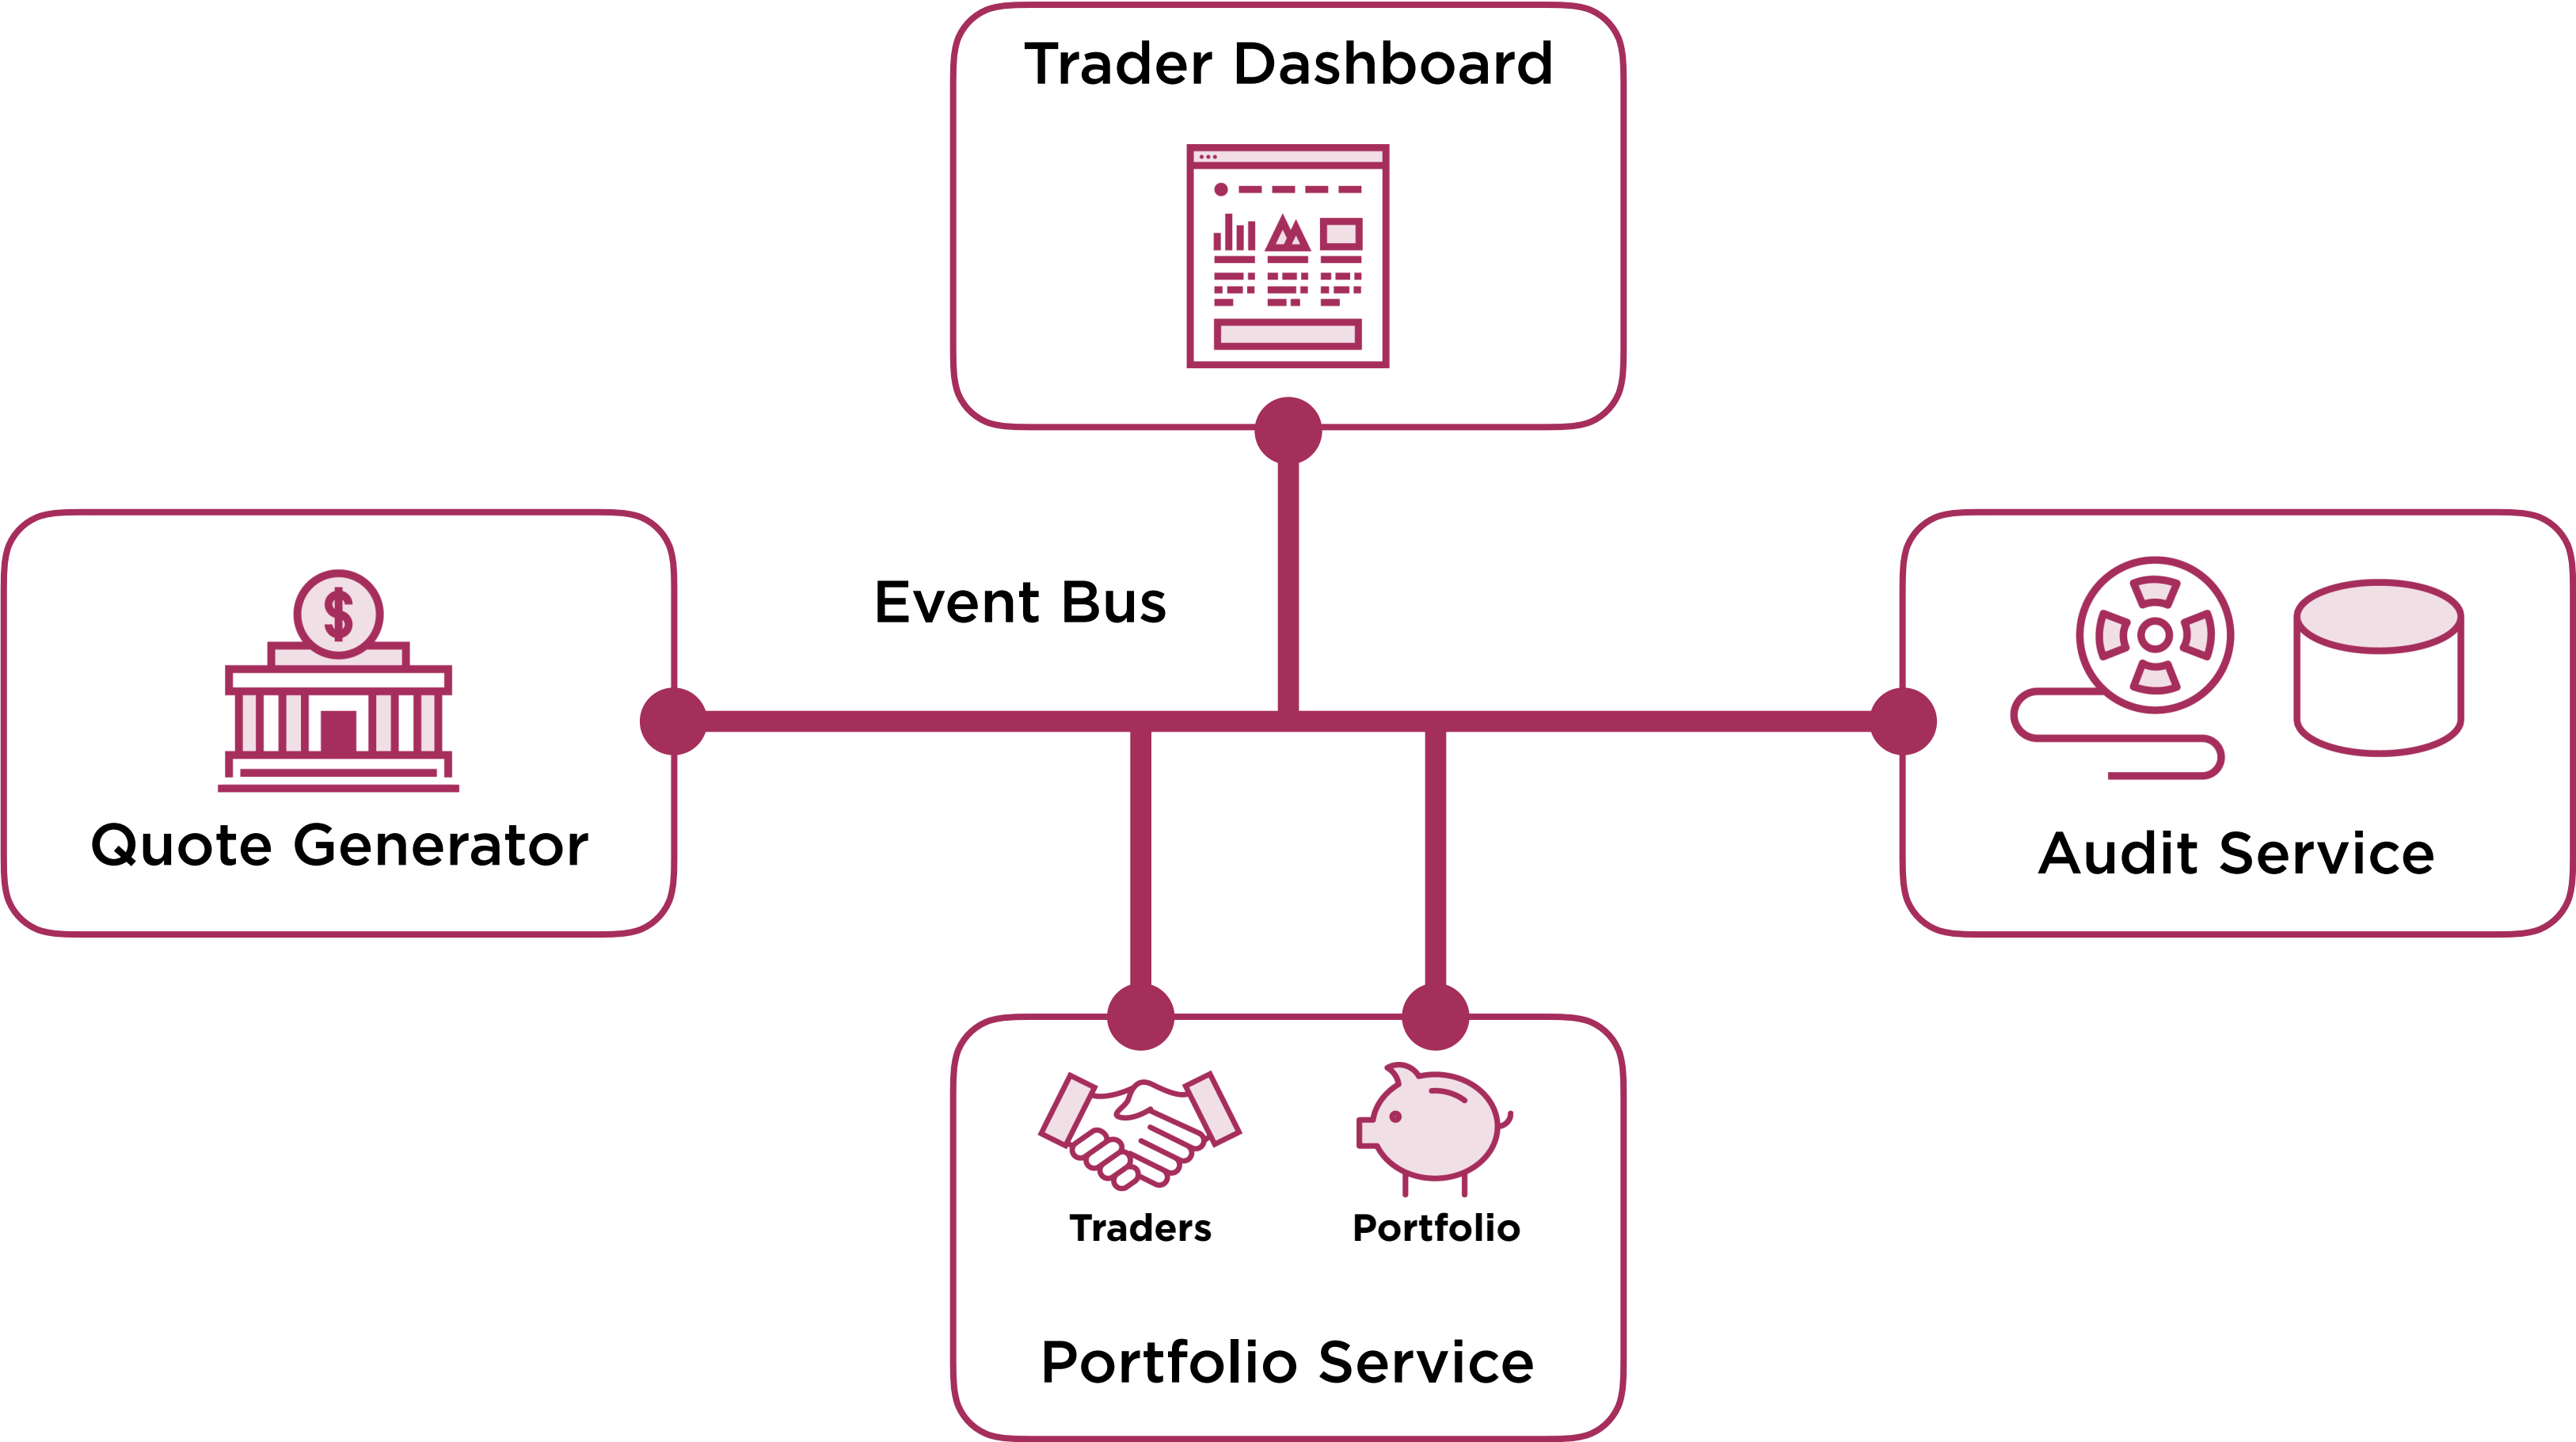 Trader Dashboard
Event Bus
$
Quote Generator
Audit Service
Traders
Portfolio
Portfolio Service